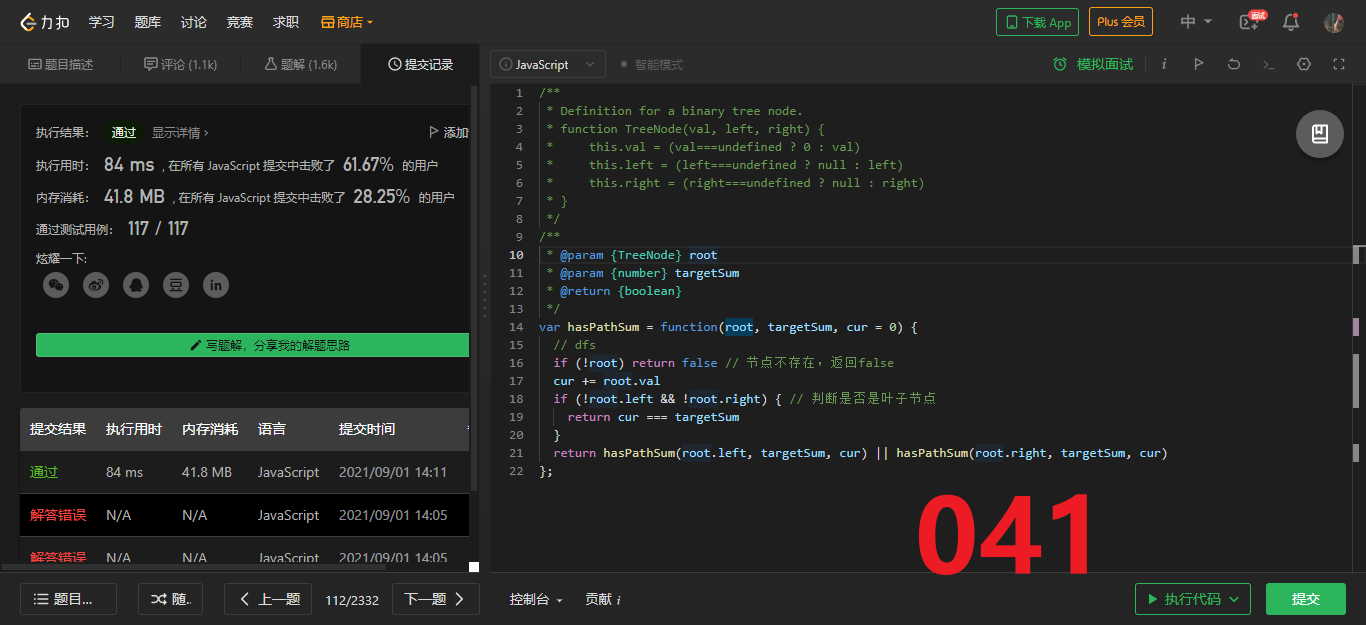 力扣 学习 题库 讨论 竞赛 求职 商店 下载 App Plus 会员 中 面试
题目描述 评论 (1.1k) 题解 (1.6k) 提交记录 JavaScript 智能模式 模拟面试
执行结果： 通过 显示详情 › 添加
执行用时： 84 ms , 在所有 JavaScript 提交中击败了 61.67% 的用户
内存消耗： 41.8 MB , 在所有 JavaScript 提交中击败了 28.25% 的用户
通过测试用例： 117 / 117
炫耀一下:
豆 in
写题解，分享我的解题思路
提交结果 执行用时 内存消耗 语言 提交时间
通过 84 ms 41.8 MB JavaScript 2021/09/01 14:11
解答错误 N/A N/A JavaScript 2021/09/01 14:05
解答错误 N/A N/A JavaScript 2021/09/01 14:05
1 /**
2 * Definition for a binary tree node.
3 * function TreeNode(val, left, right) {
4 *     this.val = (val===undefined ? 0 : val)
5 *     this.left = (left===undefined ? null : left)
6 *     this.right = (right===undefined ? null : right)
7 * }
8 */
9 /**
10 * @param {TreeNode} root
11 * @param {number} targetSum
12 * @return {boolean}
13 */
14 var hasPathSum = function(root, targetSum, cur = 0) {
15   // dfs
16   if (!root) return false // 节点不存在，返回false
17   cur += root.val
18   if (!root.left && !root.right) { // 判断是否是叶子节点
19     return cur === targetSum
20   }
21   return hasPathSum(root.left, targetSum, cur) || hasPathSum(root.right, targetSum, cur)
22 };
041
题目... 随.. 上一题 112/2332 下一题 控制台 贡献 i 执行代码 提交